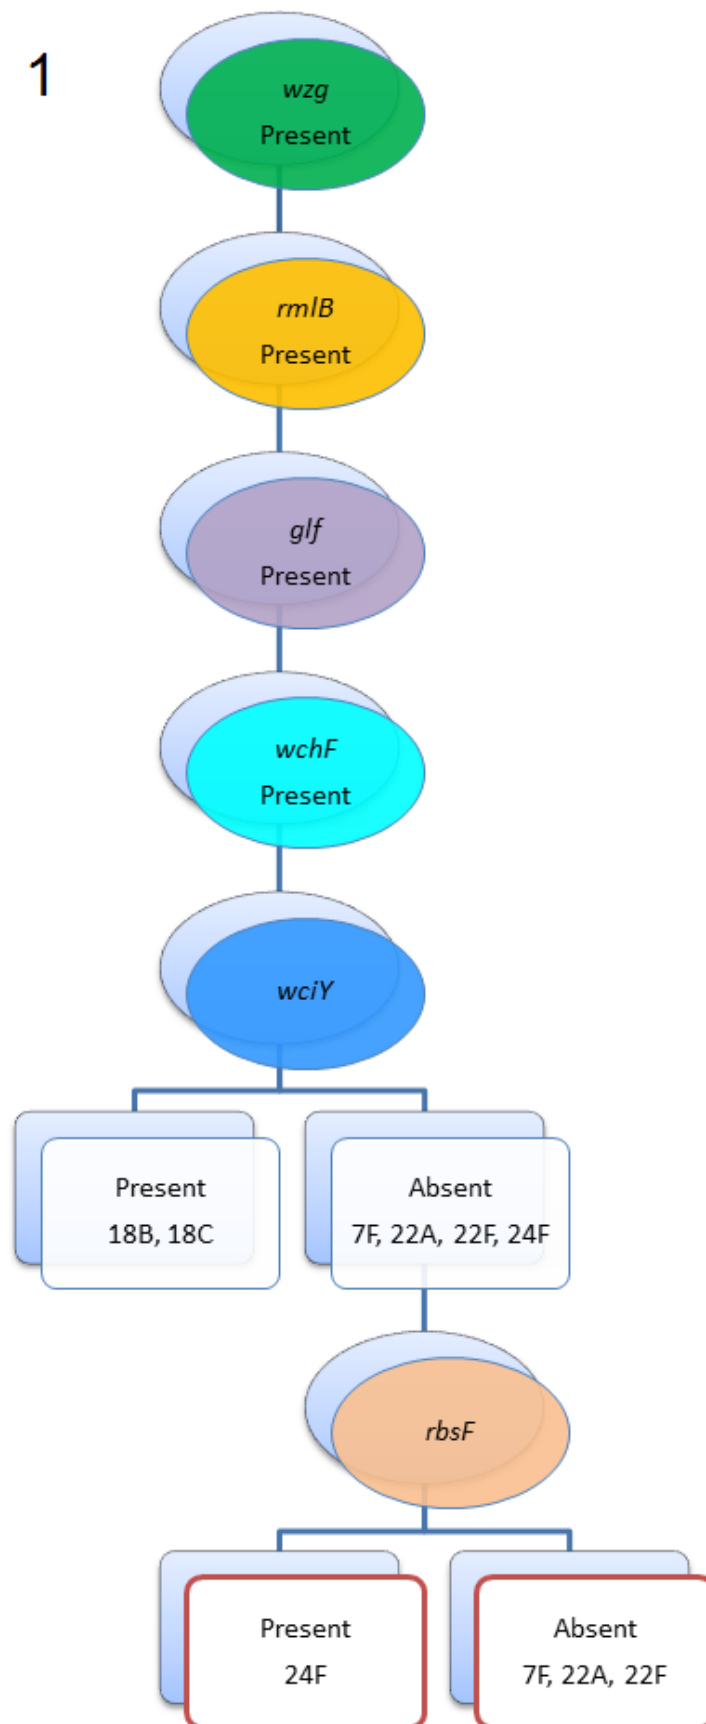 1
wzg
Present
rmlB
Present
glf
Present
wchF
Present
wciY
Present
18B, 18C
Absent
7F, 22A, 22F, 24F
rbsF
Present
24F
Absent
7F, 22A, 22F